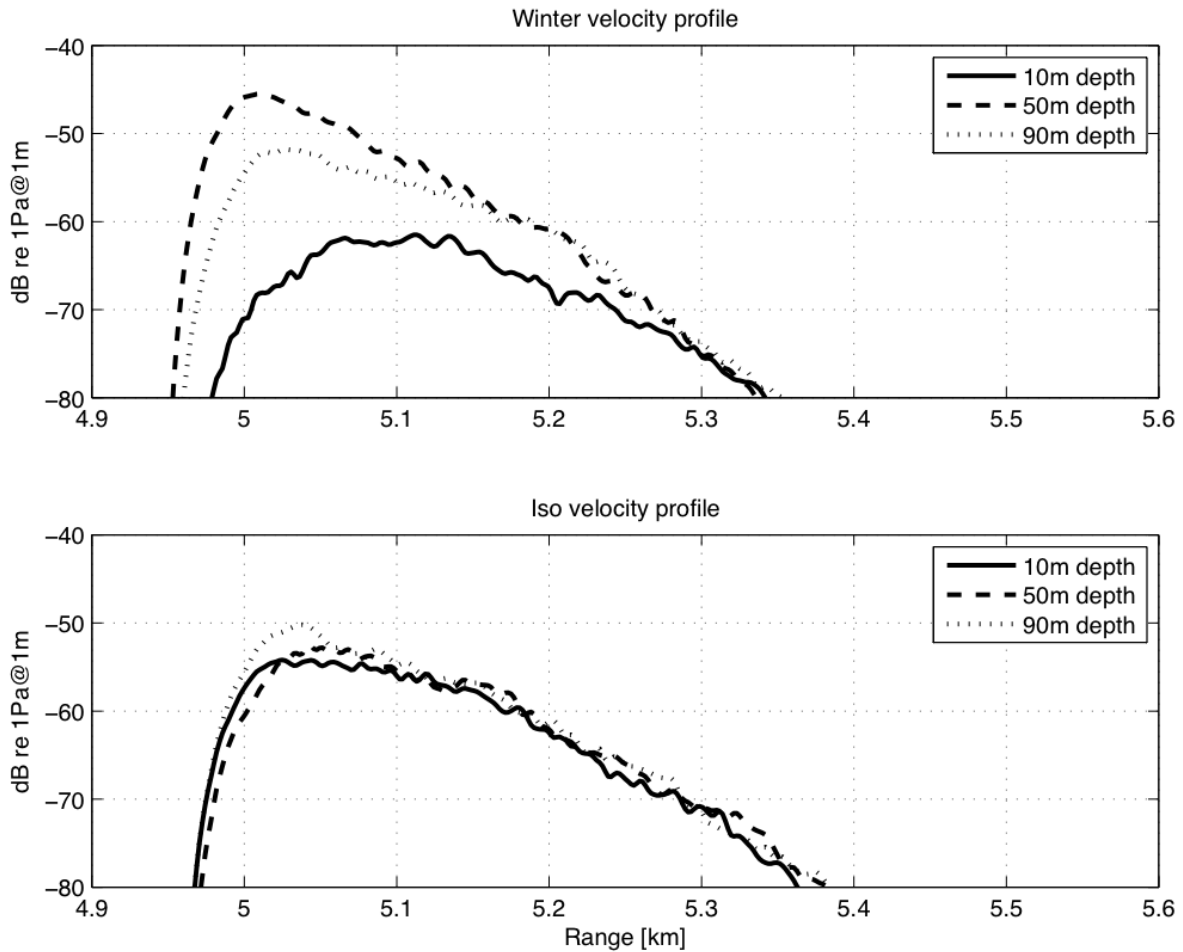 Winter velocity profile
−40
−50
−60
−70
−80
dB re 1Pa@1m
10m depth
50m depth
90m depth
4.9 5 5.1 5.2 5.3 5.4 5.5 5.6
Iso velocity profile
−40
−50
−60
−70
−80
dB re 1Pa@1m
10m depth
50m depth
90m depth
4.9 5 5.1 5.2 5.3 5.4 5.5 5.6
Range [km]